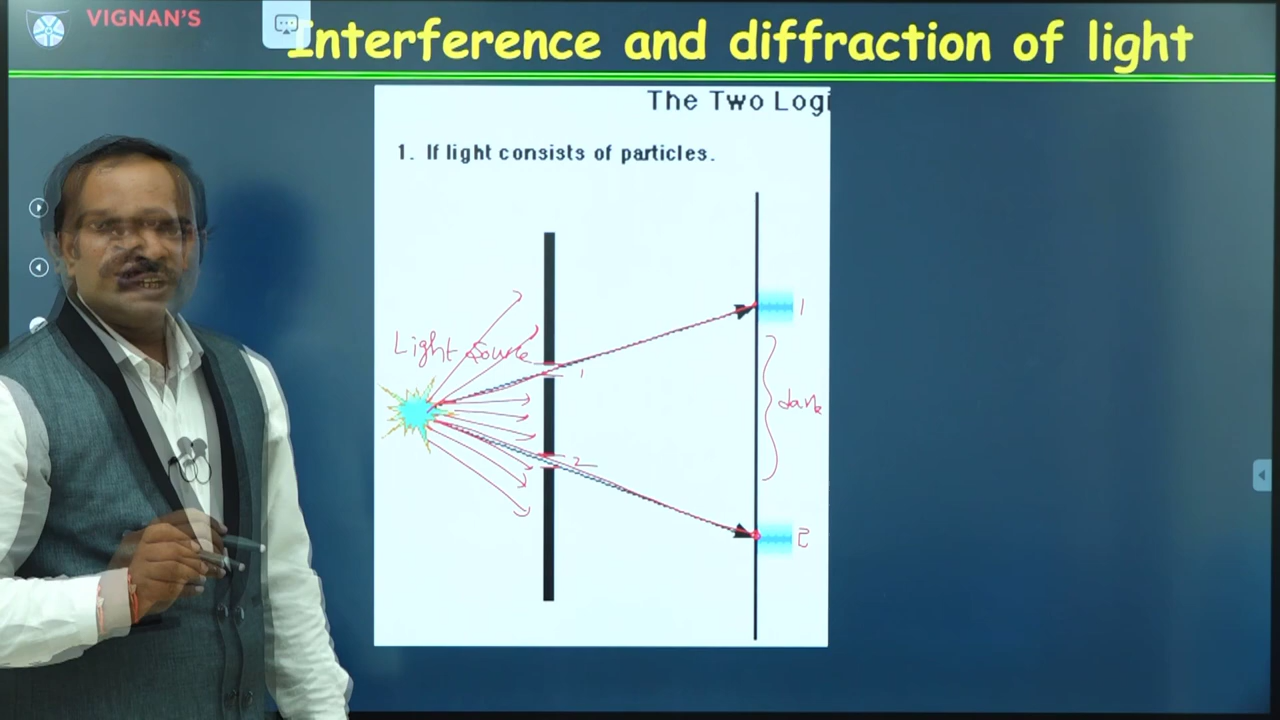 VIGNAN'S
Interference and diffraction of light
The Two Logi
1. If light consists of particles.
Light Source
1
1
dark
2
2